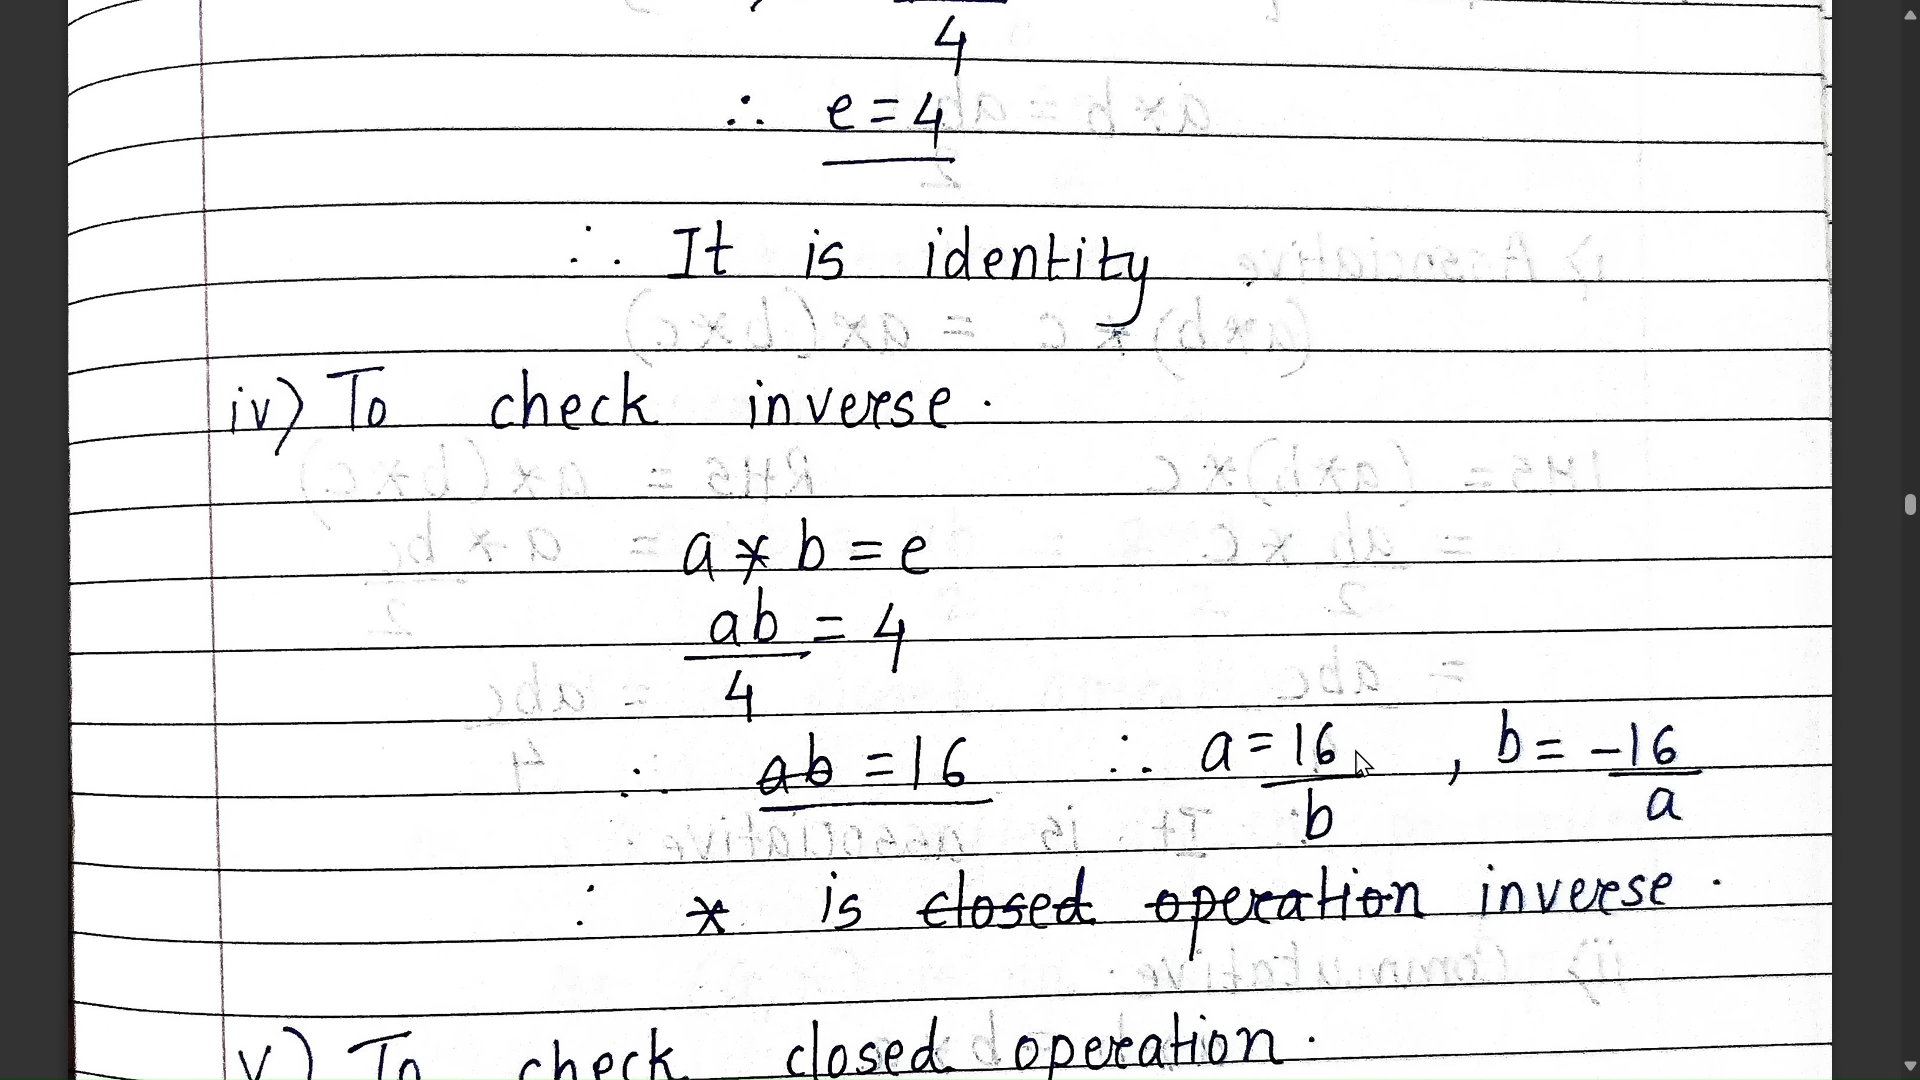 4
∴ e = 4
∴ It is identity
iv) To check inverse.
a * b = e
ab/4 = 4
∴ ab = 16 ∴ a = 16/b , b = -16/a
∴ * is closed operation inverse.
v) To check closed operation.